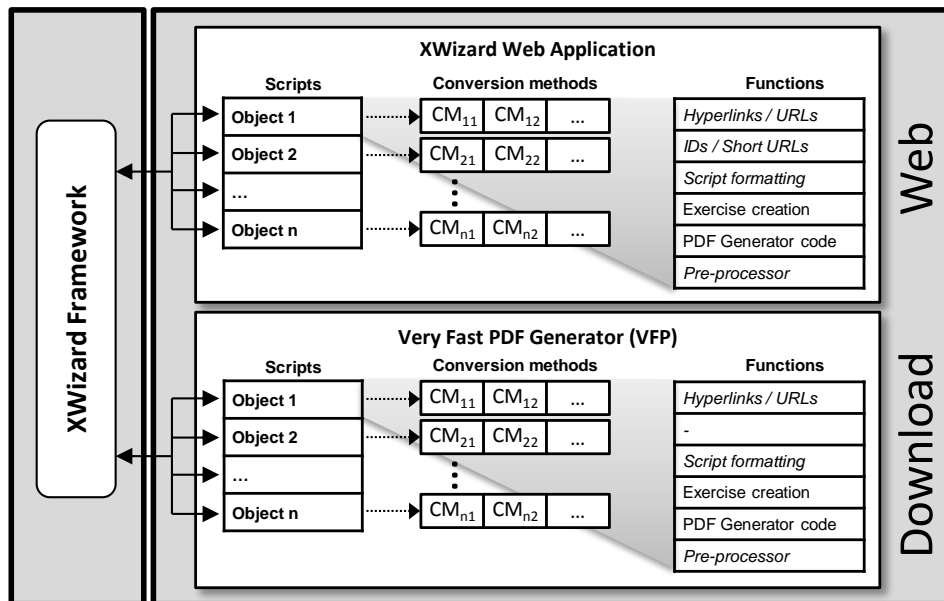 XWizard Framework
XWizard Web Application
Scripts
Conversion methods
Functions
Object 1
CM11
CM12
...
Hyperlinks / URLs
Object 2
CM21
CM22
...
IDs / Short URLs
...
Script formatting
Object n
CMn1
CMn2
...
Exercise creation
PDF Generator code
Pre-processor
Web
Very Fast PDF Generator (VFP)
Scripts
Conversion methods
Functions
Object 1
CM11
CM12
...
Hyperlinks / URLs
Object 2
CM21
CM22
...
-
...
Script formatting
Object n
CMn1
CMn2
...
Exercise creation
PDF Generator code
Pre-processor
Download